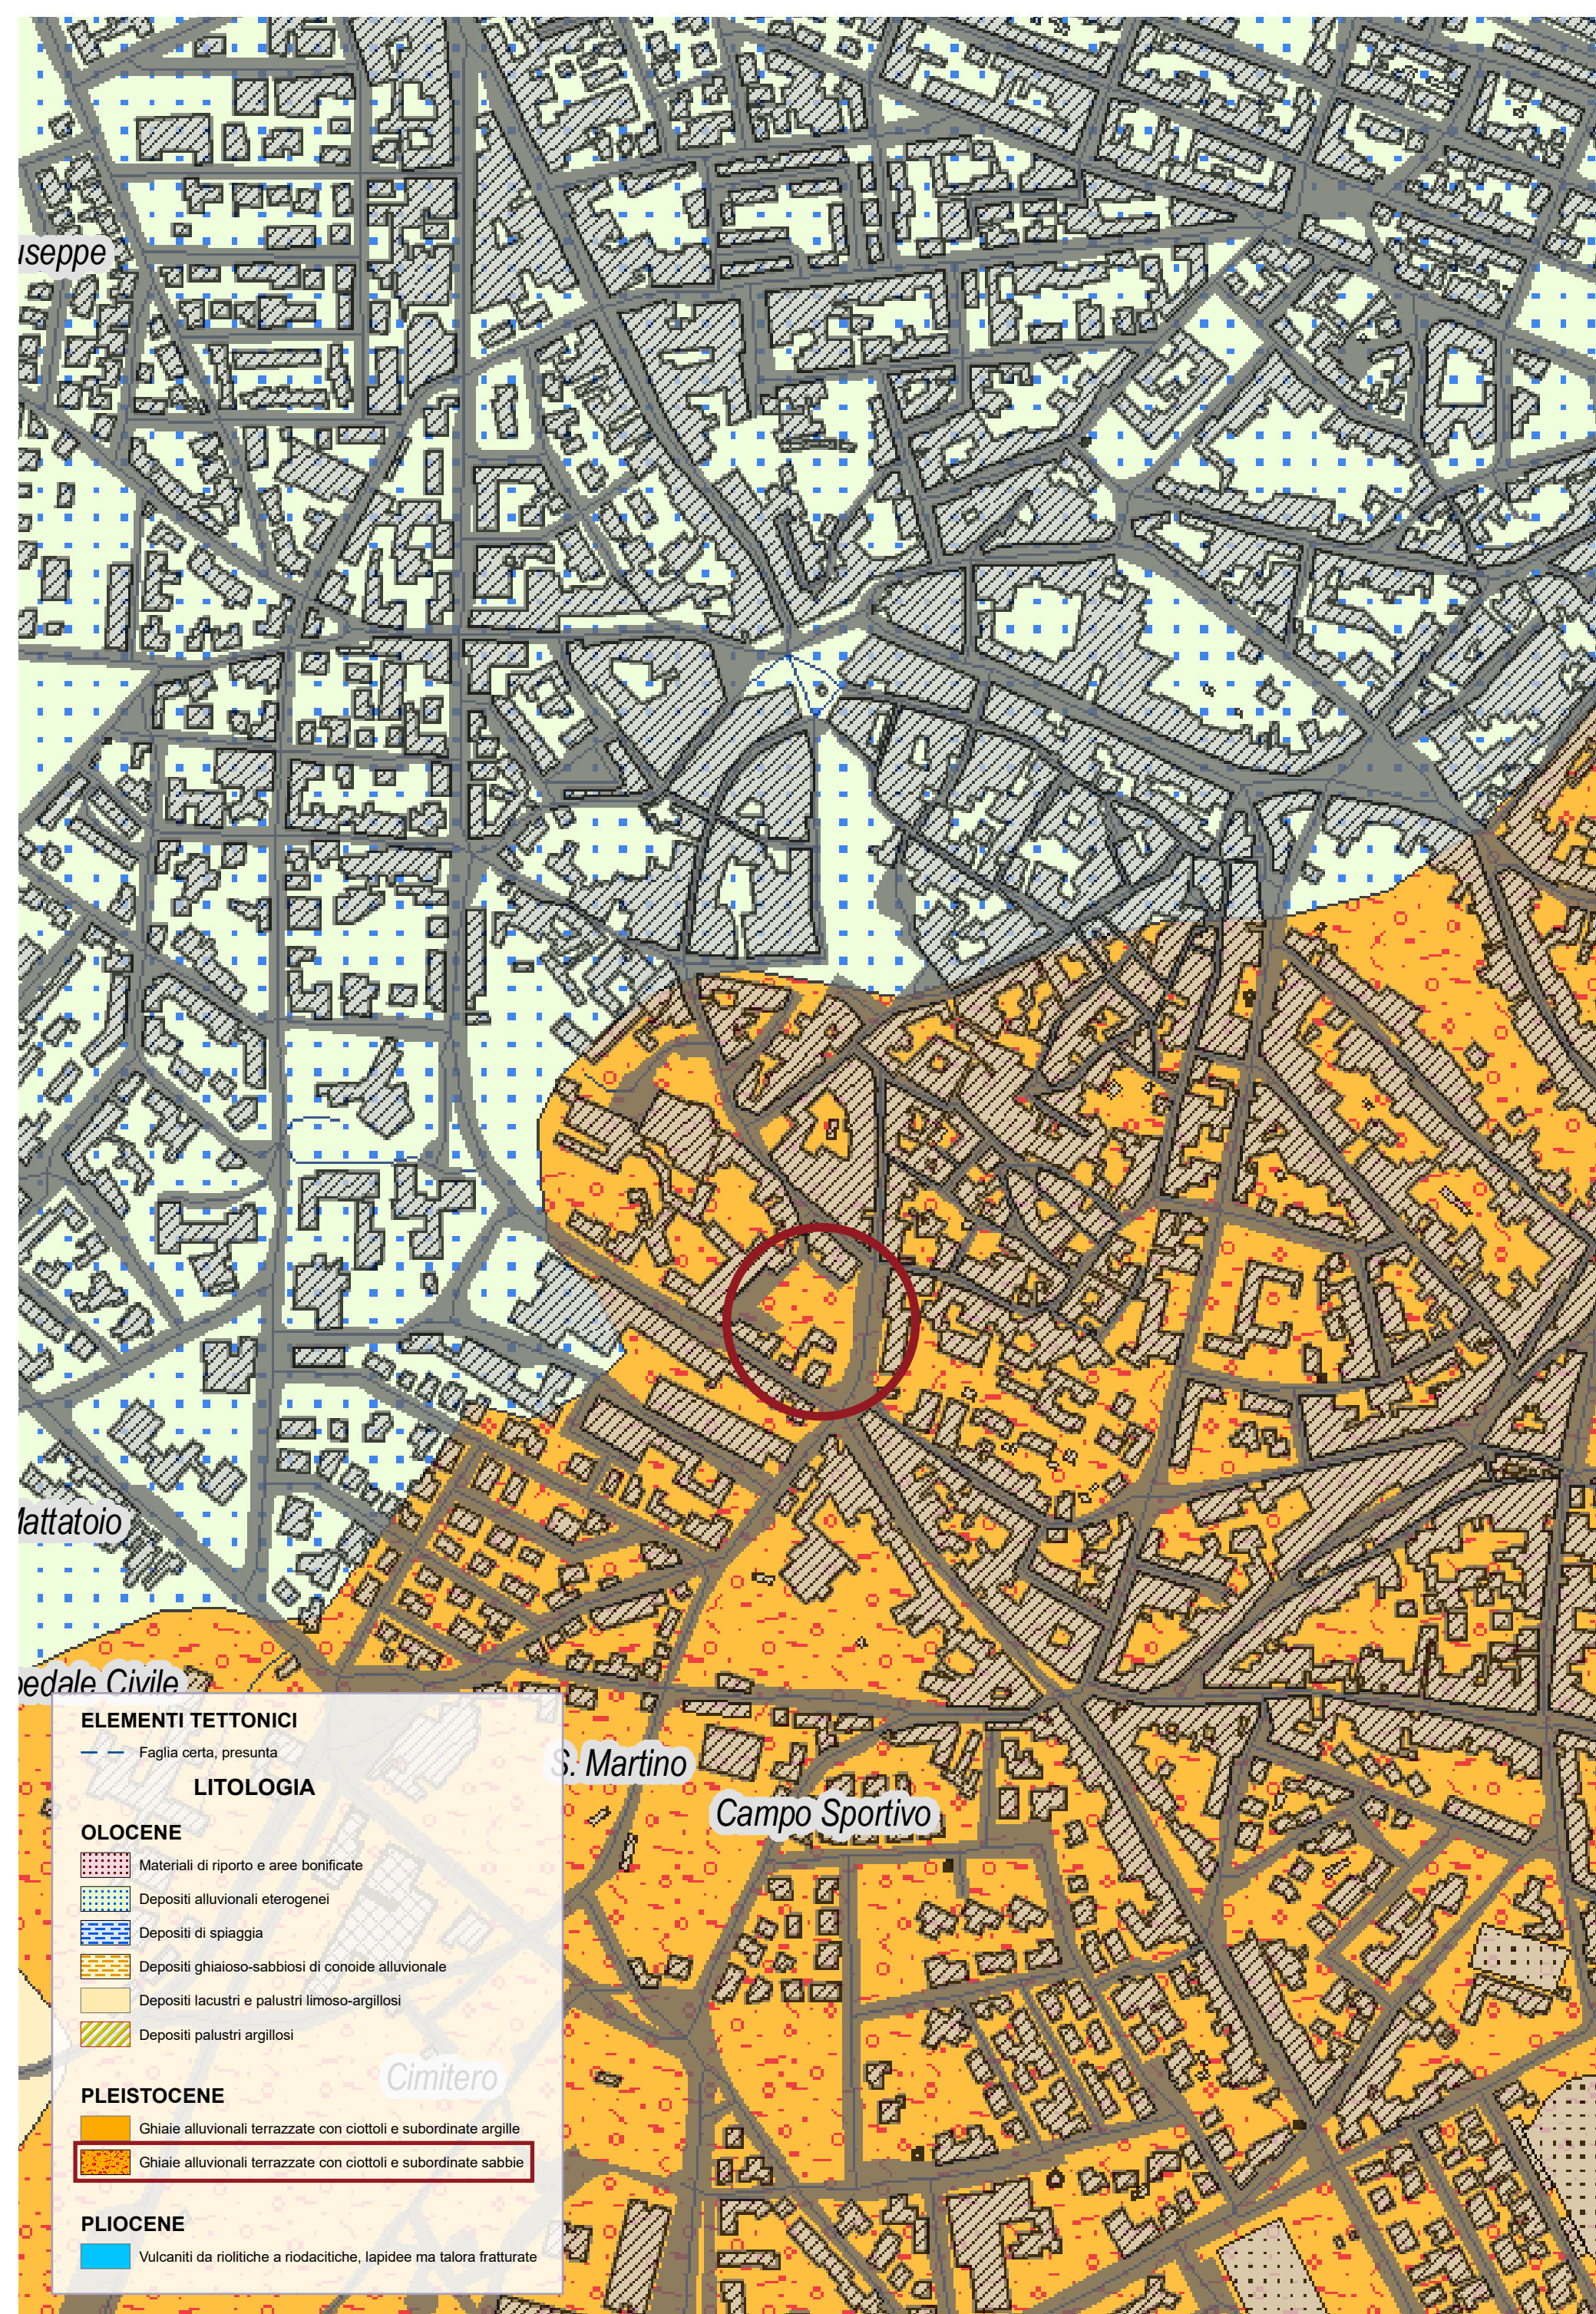 useppe
Mattatoio
pedale Civile
ELEMENTI TETTONICI
Faglia certa, presunta
LITOLOGIA
S. Martino
Campo Sportivo
OLOCENE
Materiali di riporto e aree bonificate
Depositi alluvionali eterogenei
Depositi di spiaggia
Depositi ghiaioso-sabbiosi di conoide alluvionale
Depositi lacustri e palustri limoso-argillosi
Depositi palustri argillosi
Cimitero
PLEISTOCENE
Ghiaie alluvionali terrazzate con ciottoli e subordinate argille
Ghiaie alluvionali terrazzate con ciottoli e subordinate sabbie
PLIOCENE
Vulcaniti da riolitiche a riodacitiche, lapidee ma talora fratturate